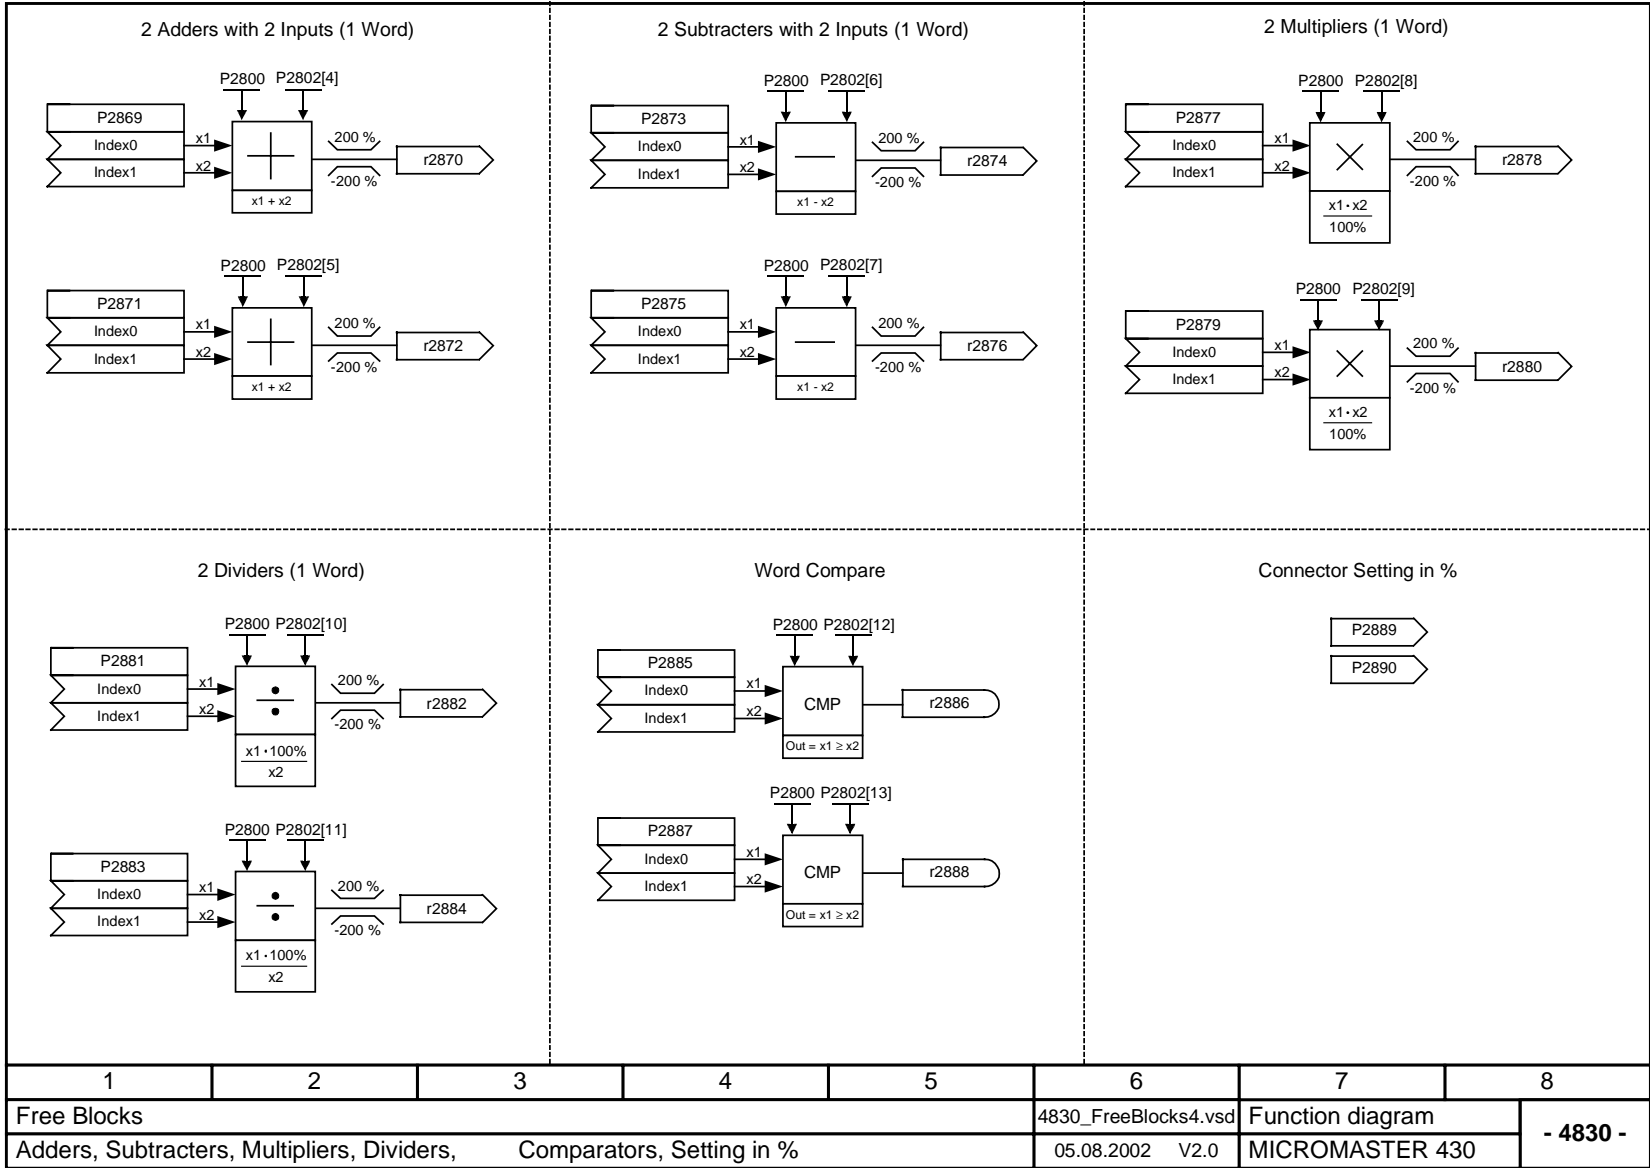 2 Adders with 2 Inputs (1 Word)
P2800 P2802[4]
P2869
Index0
Index1
x1
x2
x1 + x2
200 %
-200 %
r2870
P2800 P2802[5]
P2871
Index0
Index1
x1
x2
x1 + x2
200 %
-200 %
r2872
2 Subtracters with 2 Inputs (1 Word)
P2800 P2802[6]
P2873
Index0
Index1
x1
x2
x1 - x2
200 %
-200 %
r2874
P2800 P2802[7]
P2875
Index0
Index1
x1
x2
x1 - x2
200 %
-200 %
r2876
2 Multipliers (1 Word)
P2800 P2802[8]
P2877
Index0
Index1
x1
x2
x1·x2
100%
200 %
-200 %
r2878
P2800 P2802[9]
P2879
Index0
Index1
x1
x2
x1·x2
100%
200 %
-200 %
r2880
2 Dividers (1 Word)
P2800 P2802[10]
P2881
Index0
Index1
x1
x2
x1·100%
x2
200 %
-200 %
r2882
P2800 P2802[11]
P2883
Index0
Index1
x1
x2
x1·100%
x2
200 %
-200 %
r2884
Word Compare
P2800 P2802[12]
P2885
Index0
Index1
x1
x2
CMP
Out = x1 ≥ x2
r2886
P2800 P2802[13]
P2887
Index0
Index1
x1
x2
CMP
Out = x1 ≥ x2
r2888
Connector Setting in %
P2889
P2890
1 2 3 4 5 6 7 8
Free Blocks
Adders, Subtracters, Multipliers, Dividers, Comparators, Setting in %
4830_FreeBlocks4.vsd
05.08.2002 V2.0
Function diagram
MICROMASTER 430
- 4830 -